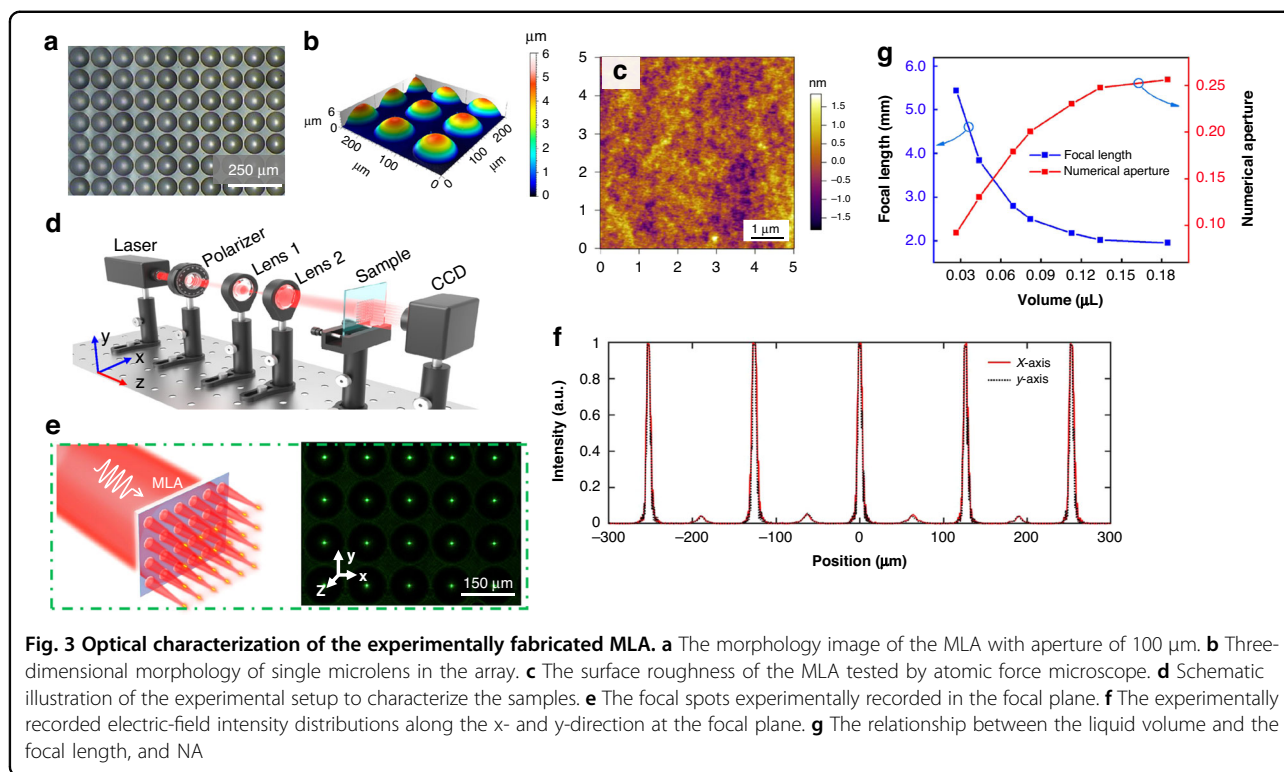 a
250 μm
b
μm
6
5
4
3
2
1
0
6
μm
0
200
100
0
μm
0
100
200
μm
c
5
4
3
2
1
0
0
1
2
3
4
5
1 μm
nm
1.5
1.0
0.5
0.0
−0.5
−1.0
−1.5
g
6.0
5.0
4.0
3.0
2.0
Focal length (mm)
0.03
0.06
0.09
0.12
0.15
0.18
Volume (μL)
0.25
0.20
0.15
0.10
Numerical aperture
Focal length
Numerical aperture
d
Laser
Polarizer
Lens 1
Lens 2
Sample
CCD
y
x
z
e
MLA
y
x
Z
150 μm
f
1
0.8
0.6
0.4
0.2
0
Intensity (a.u.)
−300
−200
−100
0
100
200
300
Position (μm)
X-axis
y-axis
Fig. 3 Optical characterization of the experimentally fabricated MLA. a The morphology image of the MLA with aperture of 100 μm. b Three-
dimensional morphology of single microlens in the array. c The surface roughness of the MLA tested by atomic force microscope. d Schematic
illustration of the experimental setup to characterize the samples. e The focal spots experimentally recorded in the focal plane. f The experimentally
recorded electric-field intensity distributions along the x- and y-direction at the focal plane. g The relationship between the liquid volume and the
focal length, and NA